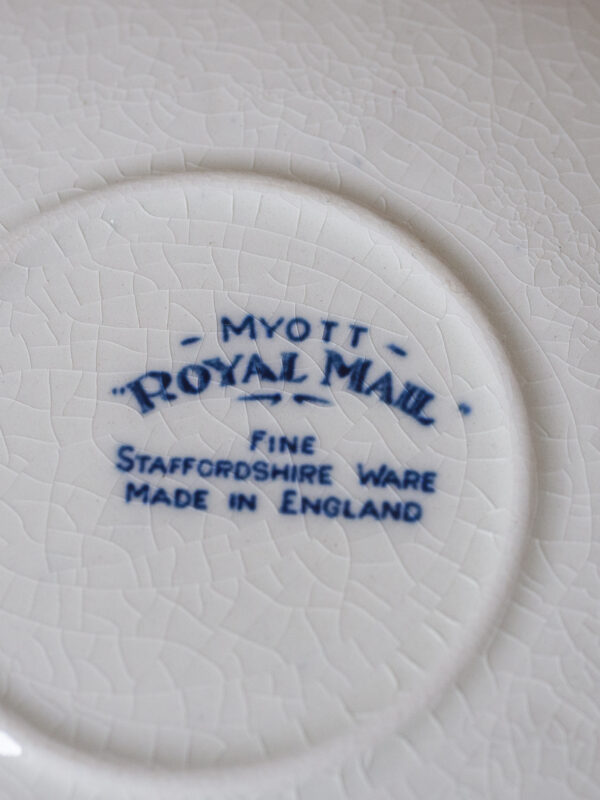 - MYOTT -
"ROYAL MAIL"
FINE
STAFFORDSHIRE WARE
MADE IN ENGLAND